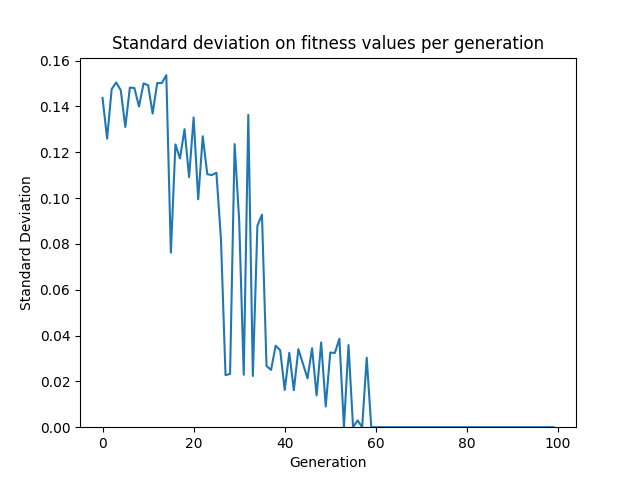 Standard deviation on fitness values per generation
0.16
0.14
0.12
0.10
0.08
0.06
0.04
0.02
0.00
Standard Deviation
0 20 40 60 80 100
Generation